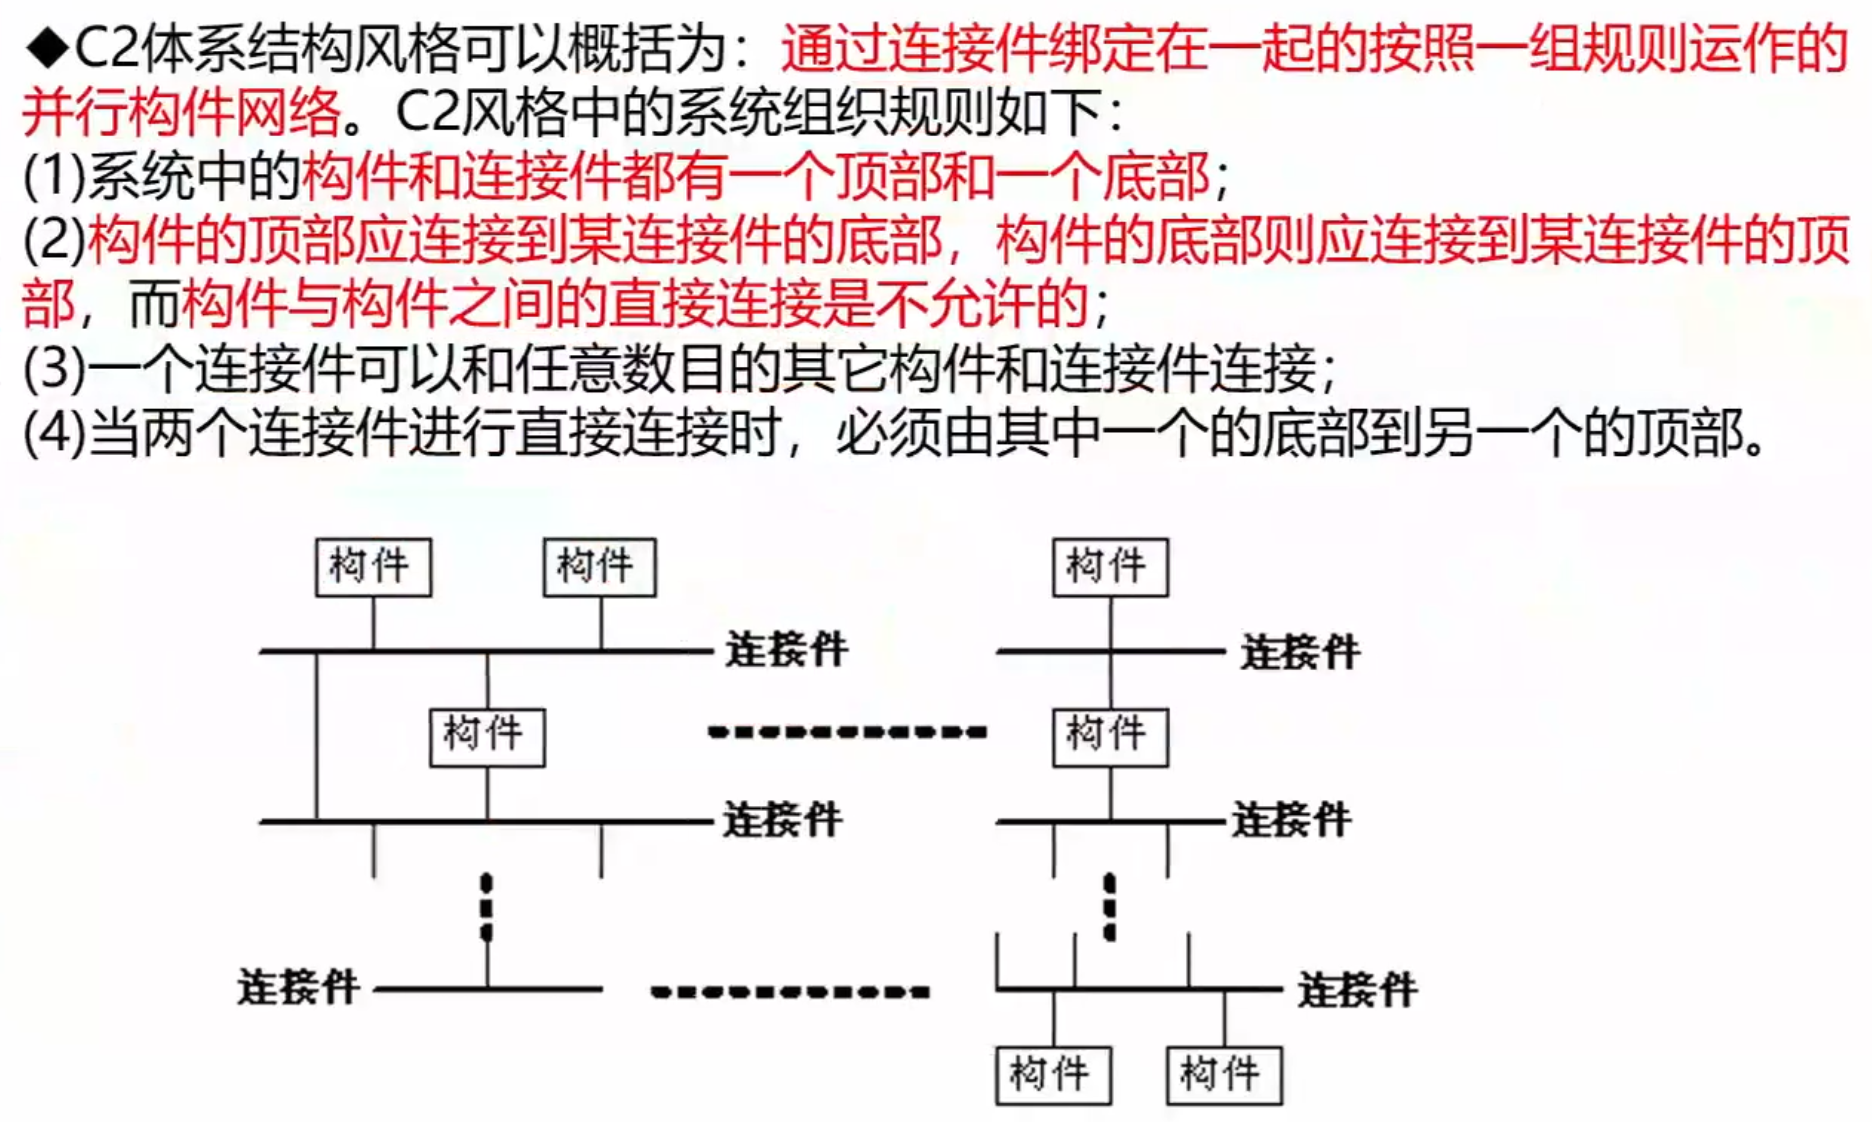 ◆C2体系结构风格可以概括为：通过连接件绑定在一起的按照一组规则运作的
并行构件网络。C2风格中的系统组织规则如下：
(1)系统中的构件和连接件都有一个顶部和一个底部；
(2)构件的顶部应连接到某连接件的底部，构件的底部则应连接到某连接件的顶
部，而构件与构件之间的直接连接是不允许的；
(3)一个连接件可以和任意数目的其它构件和连接件连接；
(4)当两个连接件进行直接连接时，必须由其中一个的底部到另一个的顶部。
构件 构件 构件
连接件 连接件
构件 构件
连接件 连接件
连接件 连接件
构件 构件